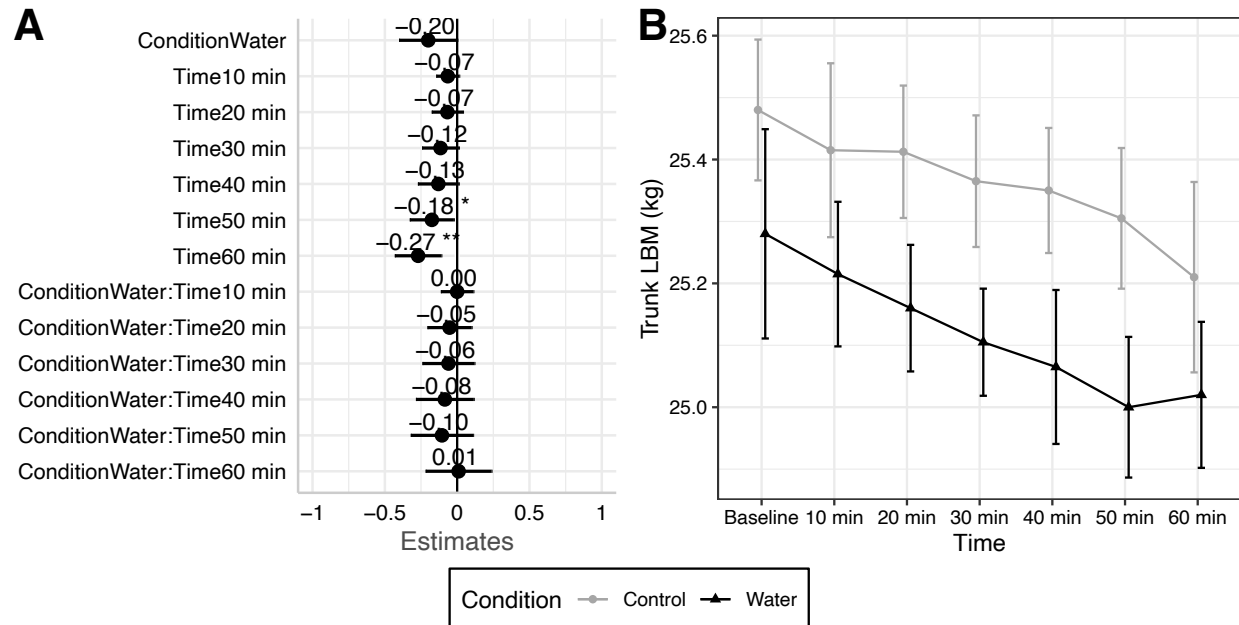 A
ConditionWater
Time10 min
Time20 min
Time30 min
Time40 min
Time50 min
Time60 min
ConditionWater:Time10 min
ConditionWater:Time20 min
ConditionWater:Time30 min
ConditionWater:Time40 min
ConditionWater:Time50 min
ConditionWater:Time60 min
−0.20
−0.07
−0.07
−0.12
−0.13
−0.18 *
−0.27 **
0.00
−0.05
−0.06
−0.08
−0.10
0.01
−1 −0.5 0 0.5 1
Estimates
B
Trunk LBM (kg)
25.6
25.4
25.2
25.0
Baseline 10 min 20 min 30 min 40 min 50 min 60 min
Time
Condition Control Water